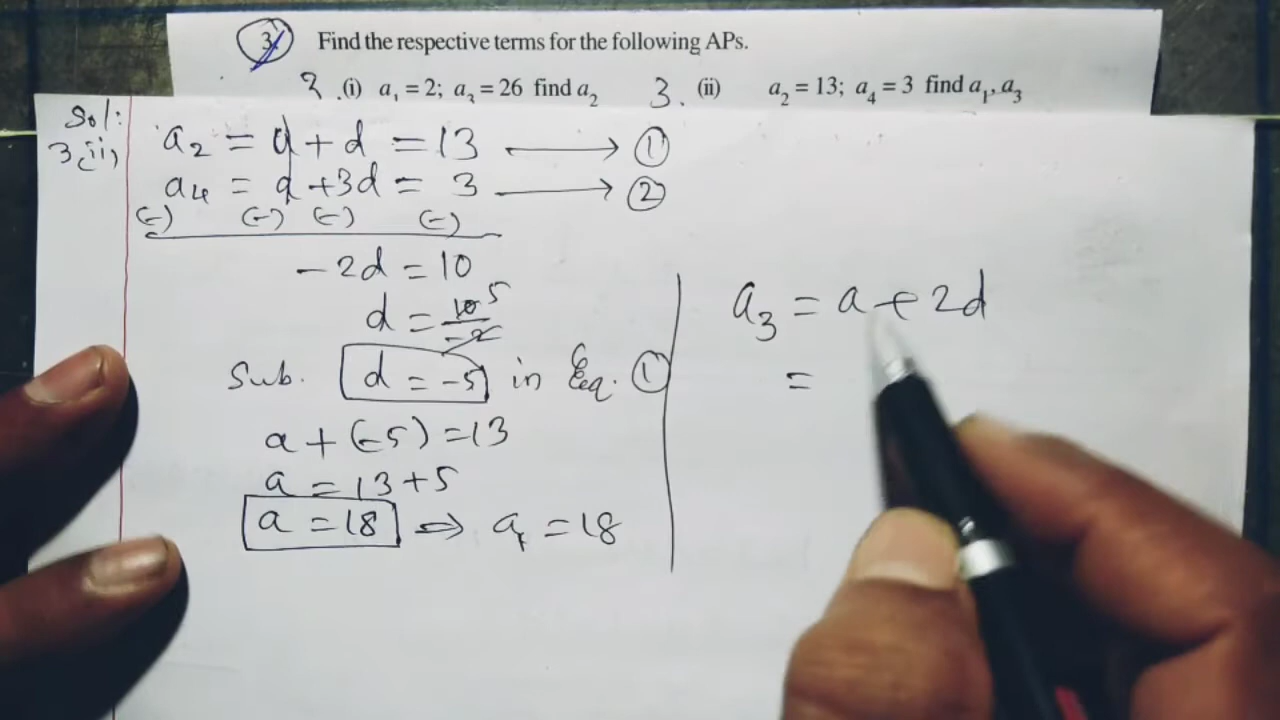 3 Find the respective terms for the following APs.
3 .(i) a₁ = 2; a₃ = 26 find a₂ 3. (ii) a₂ = 13; a₄ = 3 find a₁, a₃
Sol:
3(ii)
a₂ = a + d = 13 → ①
a₄ = a + 3d = 3 → ②
(-) (-) (-) (-)
- 2d = 10
d = 10/-2 5
Sub. d = -5 in Eq. ①
a + (-5) = 13
a = 13 + 5
a = 18 ⇒ a₁ = 18
a₃ = a + 2d
=